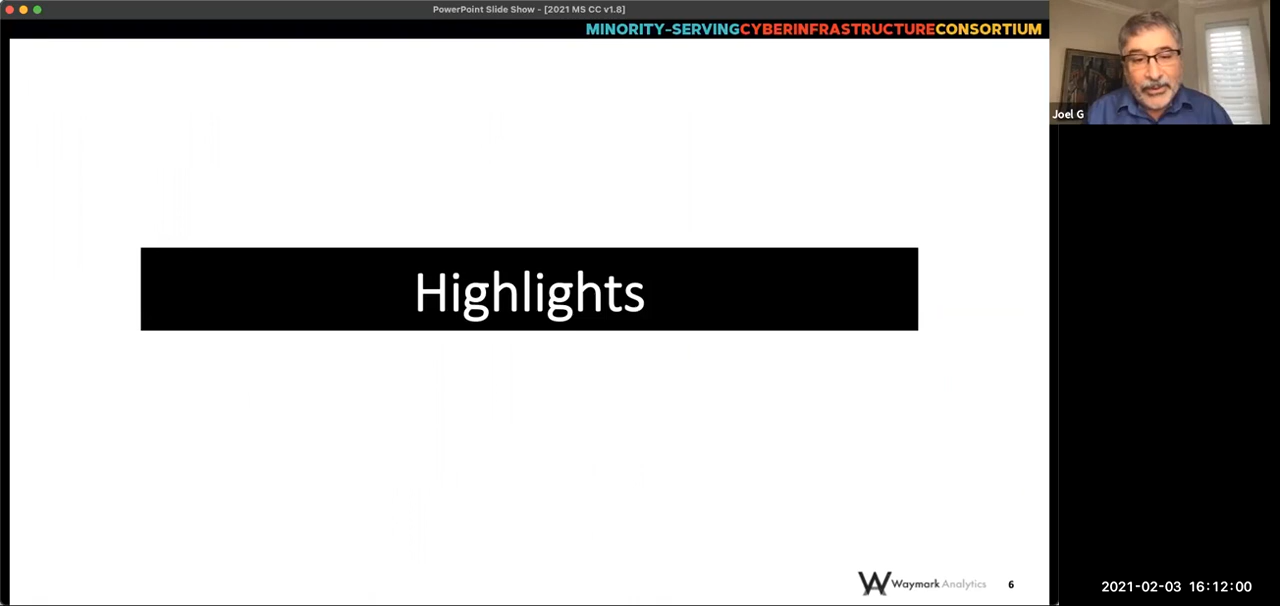 PowerPoint Slide Show - [2021 MS CC v1.8]
MINORITY-SERVINGCYBERINFRASTRUCTURECONSORTIUM
Joel G
Highlights
Waymark Analytics
6
2021-02-03 16:12:00